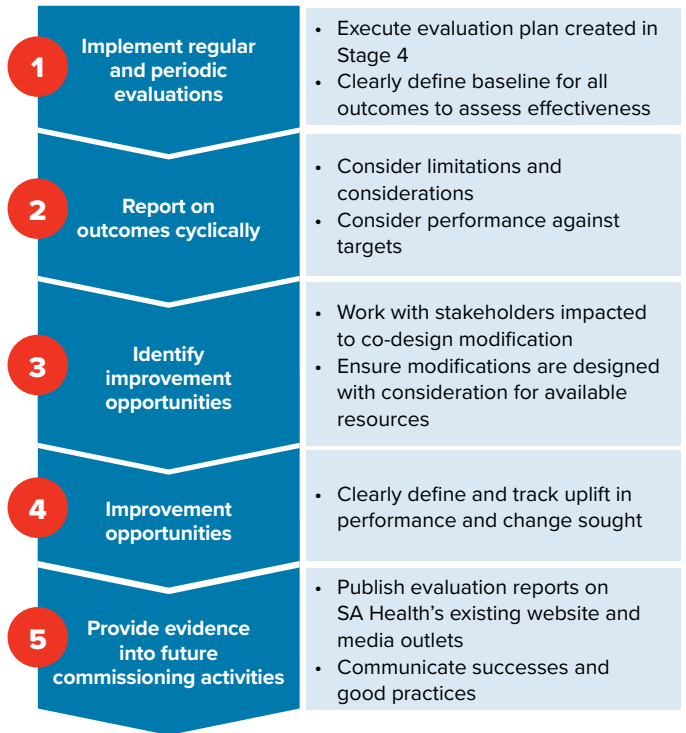 1
Implement regular
and periodic
evaluations
• Execute evaluation plan created in
Stage 4
• Clearly define baseline for all
outcomes to assess effectiveness
2
Report on
outcomes cyclically
• Consider limitations and
considerations
• Consider performance against
targets
3
Identify
improvement
opportunities
• Work with stakeholders impacted
to co-design modification
• Ensure modifications are designed
with consideration for available
resources
4
Improvement
opportunities
• Clearly define and track uplift in
performance and change sought
5
Provide evidence
into future
commissioning activities
• Publish evaluation reports on
SA Health’s existing website and
media outlets
• Communicate successes and
good practices